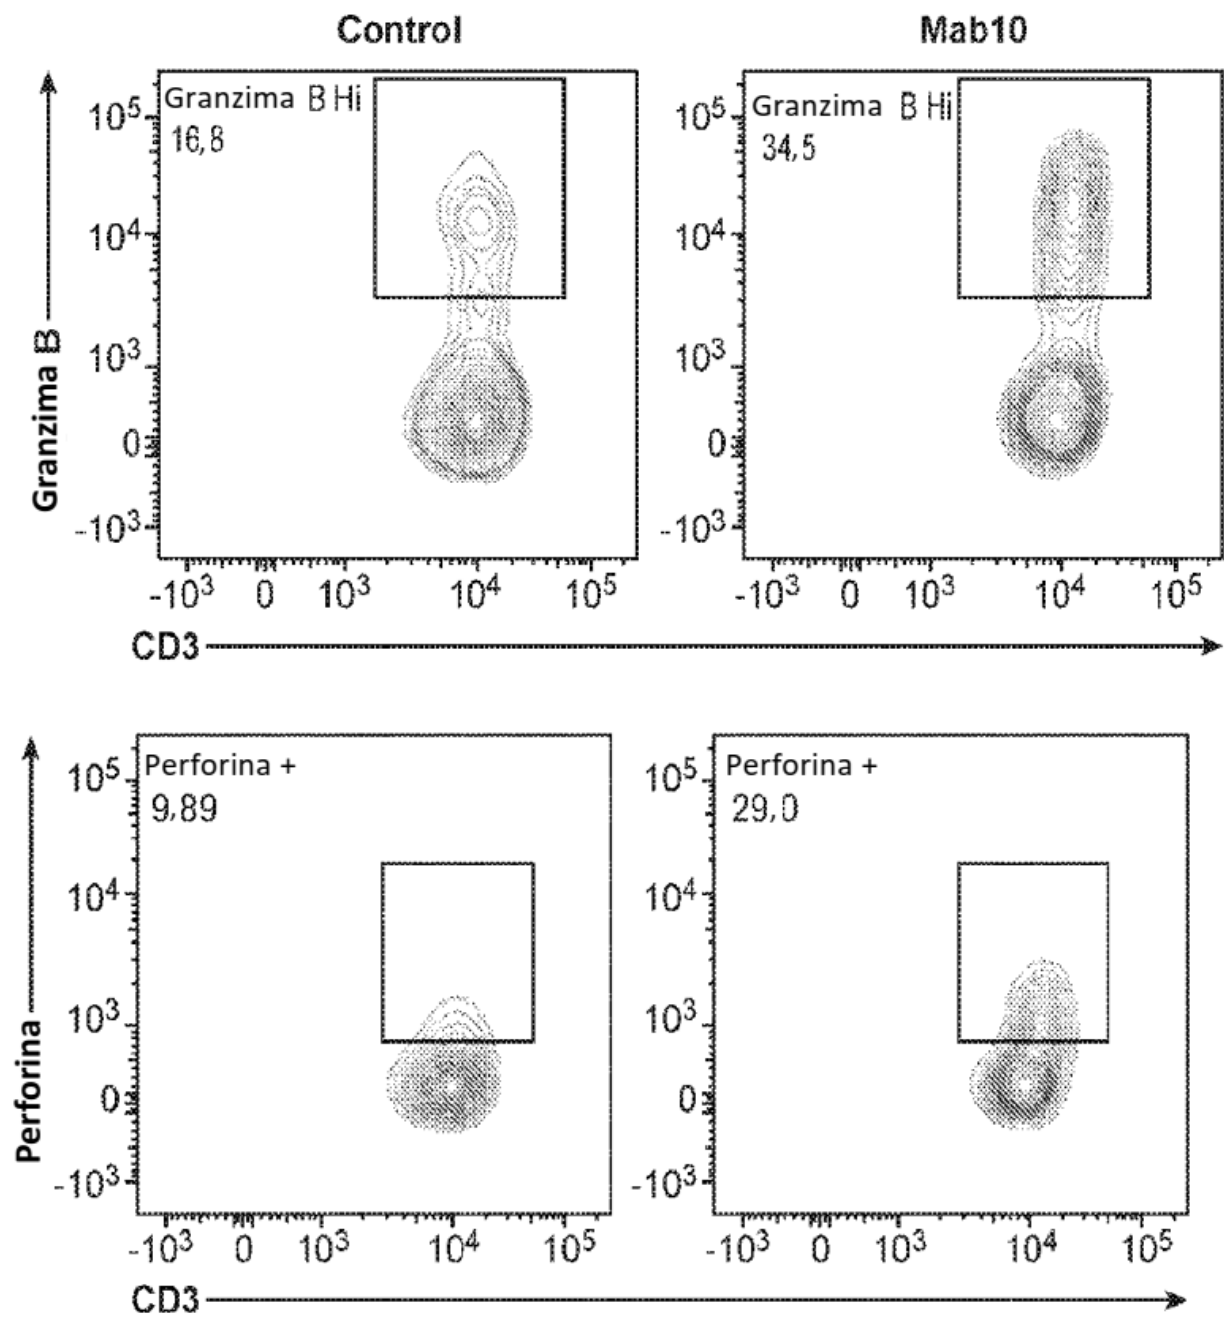 Control
Mab10
Granzima B Hi
16,8
10⁵
10⁴
10³
0
-10³
-10³ 0 10³ 10⁴ 10⁵
Granzima B Hi
34,5
10⁵
10⁴
10³
0
-10³
-10³ 0 10³ 10⁴ 10⁵
Granzima B
CD3
Perforina +
9,89
10⁵
10⁴
10³
0
-10³
-10³ 0 10³ 10⁴ 10⁵
Perforina +
29,0
10⁵
10⁴
10³
0
-10³
-10³ 0 10³ 10⁴ 10⁵
Perforina
CD3